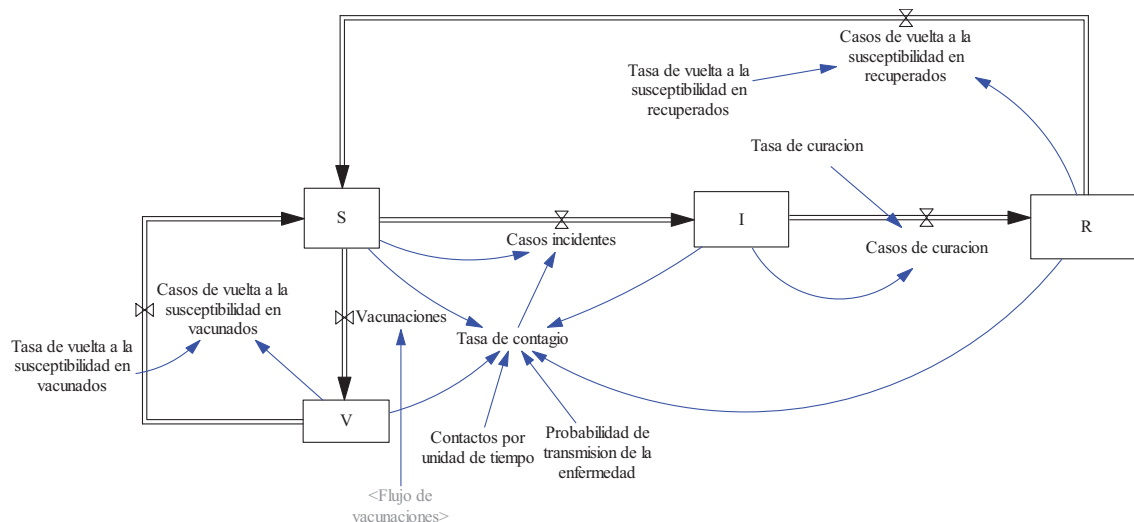 Casos de vuelta a la
susceptibilidad en
recuperados
Tasa de vuelta a la
susceptibilidad en
recuperados
Tasa de curacion
S
I
R
Casos incidentes
Casos de curacion
Casos de vuelta a la
susceptibilidad en
vacunados
Vacunaciones
Tasa de contagio
Tasa de vuelta a la
susceptibilidad en
vacunados
V
Contactos por
unidad de tiempo
Probabilidad de
transmision de la
enfermedad
<Flujo de
vacunaciones>